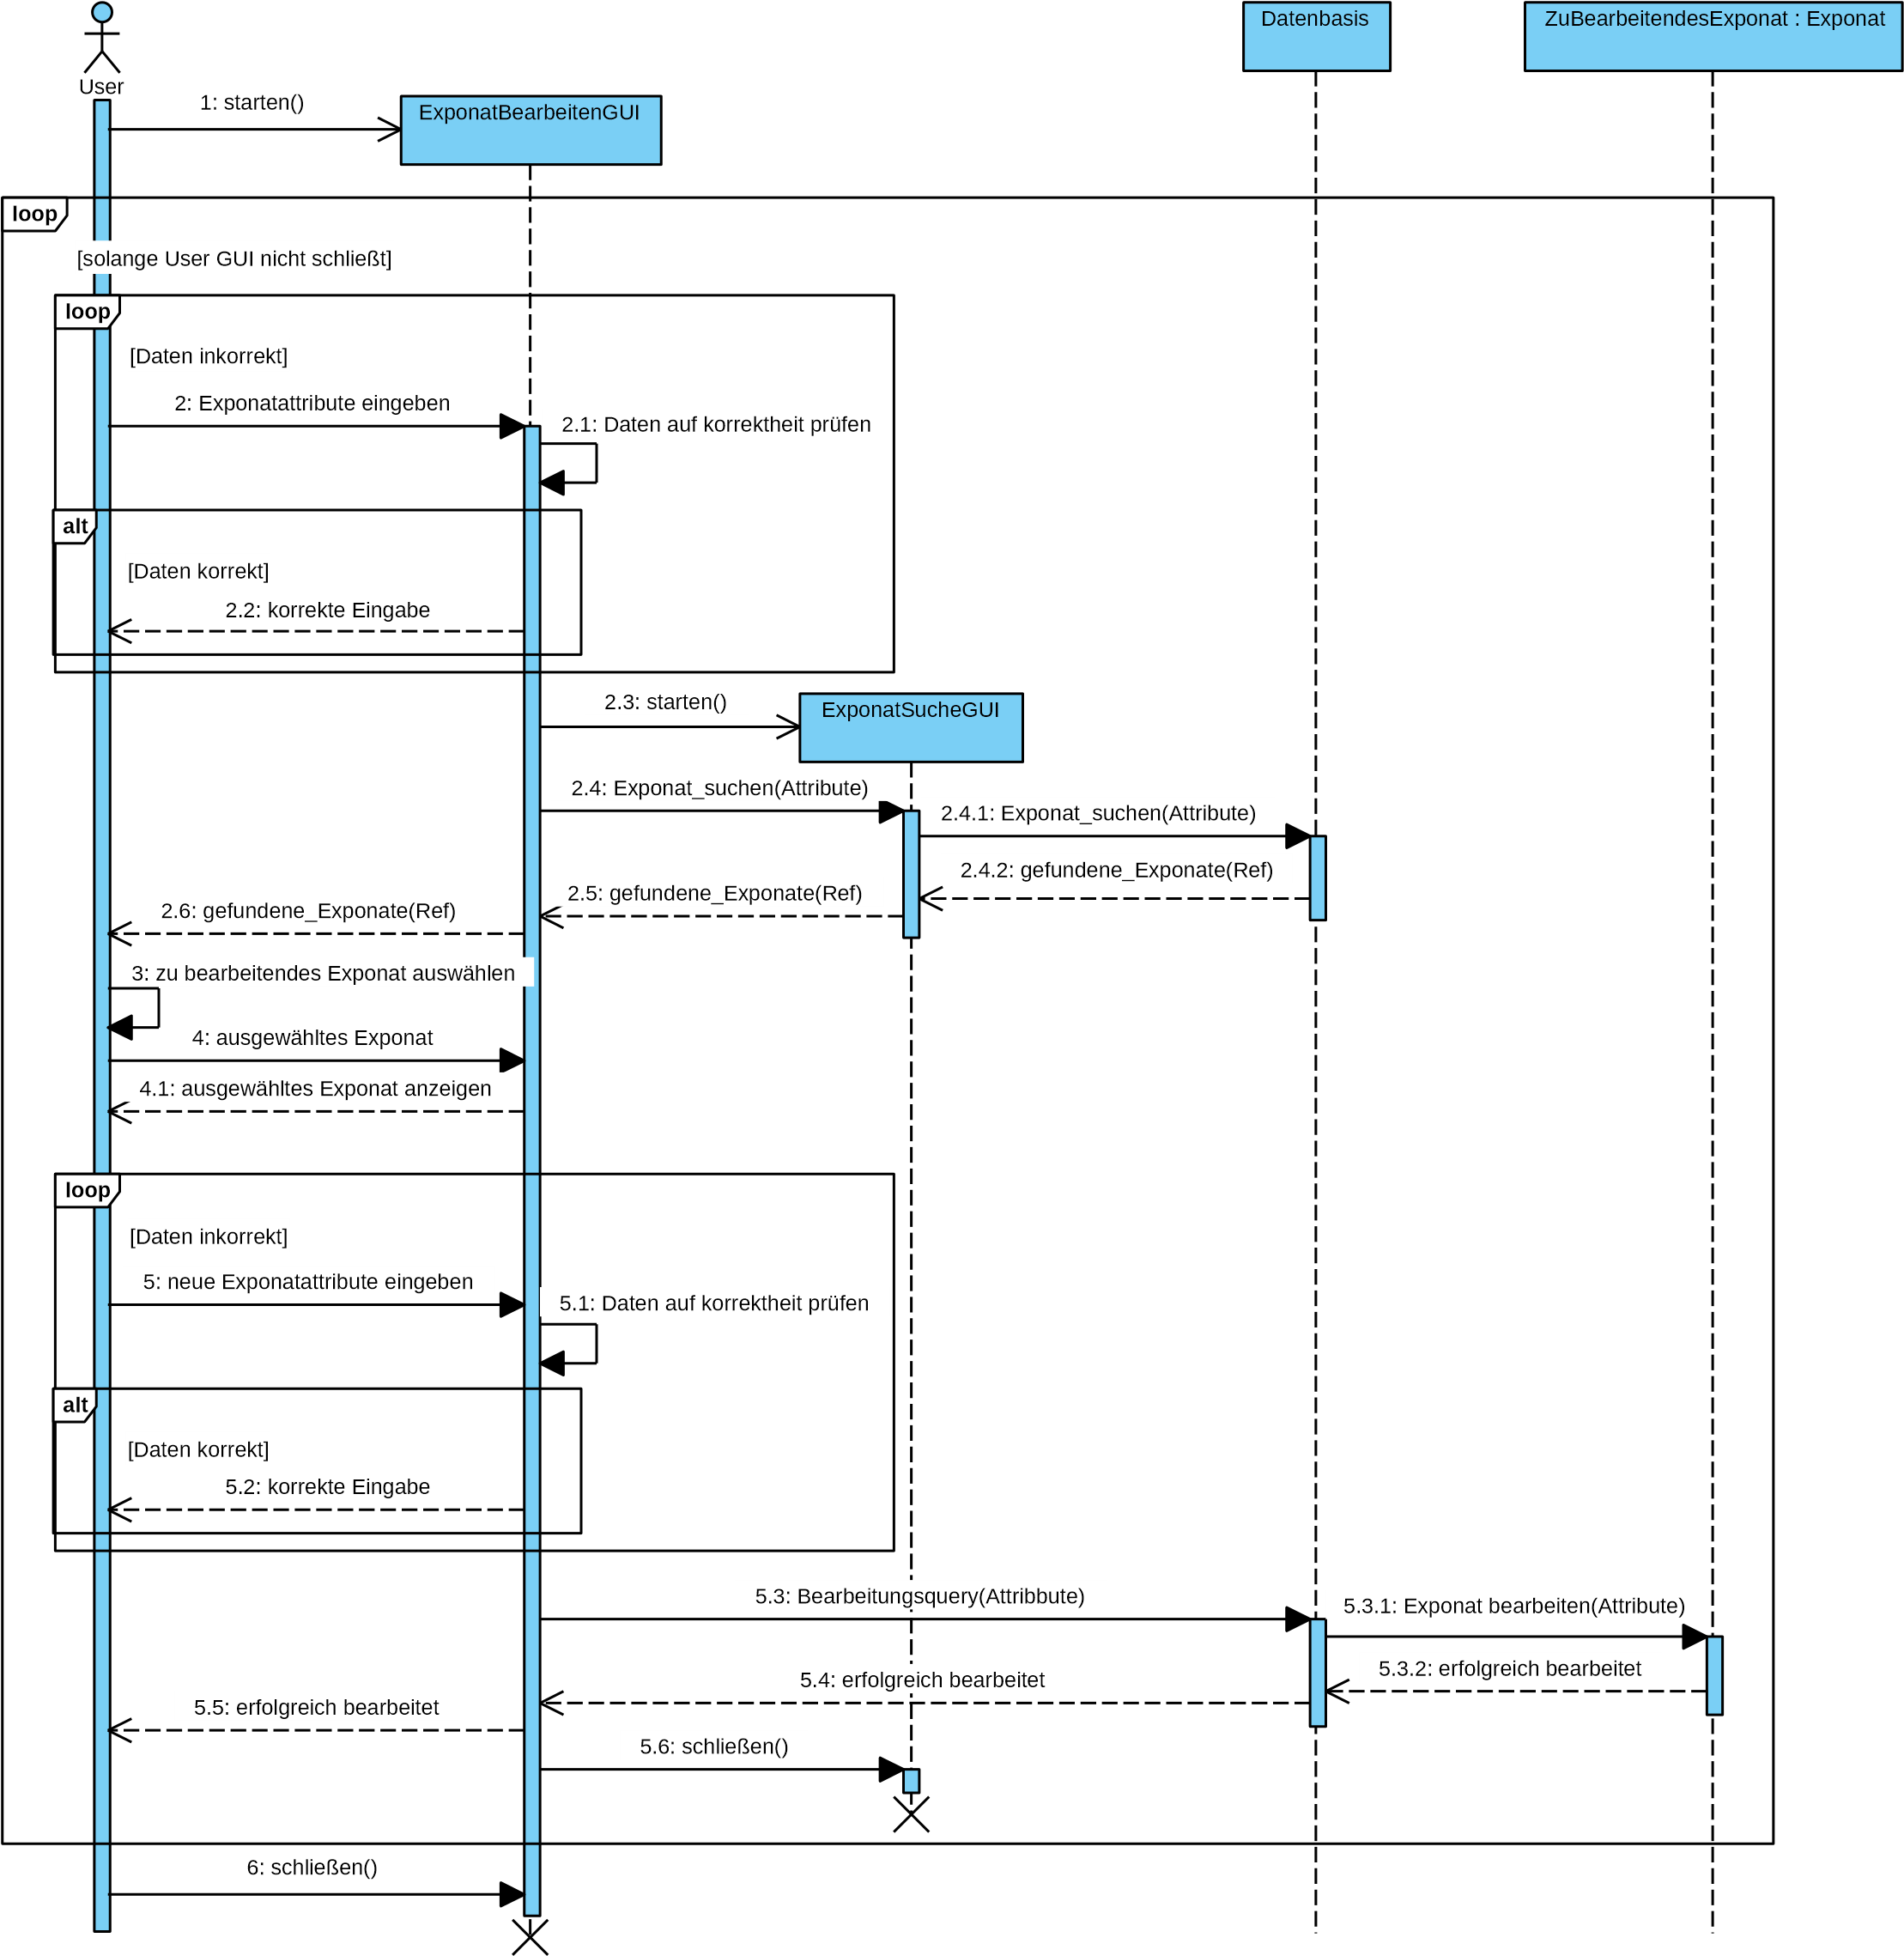 Datenbasis
ZuBearbeitendesExponat : Exponat
User
1: starten()
ExponatBearbeitenGUI
loop
[solange User GUI nicht schließt]
loop
[Daten inkorrekt]
2: Exponatattribute eingeben
2.1: Daten auf korrektheit prüfen
alt
[Daten korrekt]
2.2: korrekte Eingabe
2.3: starten()
ExponatSucheGUI
2.4: Exponat_suchen(Attribute)
2.4.1: Exponat_suchen(Attribute)
2.4.2: gefundene_Exponate(Ref)
2.5: gefundene_Exponate(Ref)
2.6: gefundene_Exponate(Ref)
3: zu bearbeitendes Exponat auswählen
4: ausgewähltes Exponat
4.1: ausgewähltes Exponat anzeigen
loop
[Daten inkorrekt]
5: neue Exponatattribute eingeben
5.1: Daten auf korrektheit prüfen
alt
[Daten korrekt]
5.2: korrekte Eingabe
5.3: Bearbeitungsquery(Attribbute)
5.3.1: Exponat bearbeiten(Attribute)
5.3.2: erfolgreich bearbeitet
5.4: erfolgreich bearbeitet
5.5: erfolgreich bearbeitet
5.6: schließen()
6: schließen()